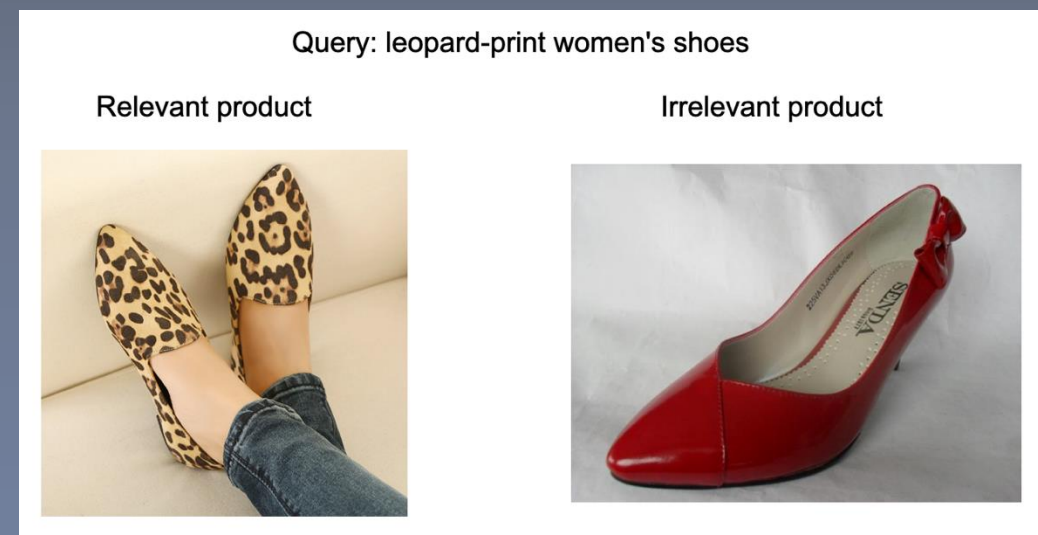 Query: leopard-print women's shoes
Relevant product
Irrelevant product
SENDA